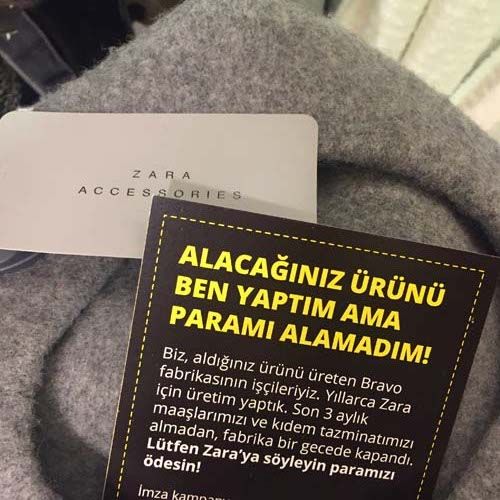 ZARA
ACCESSORIES
ALACAĞINIZ ÜRÜNÜ
BEN YAPTIM AMA
PARAMI ALAMADIM!
Biz, aldığınız ürünü üreten Bravo
fabrikasının işçileriyiz. Yıllarca Zara
için üretim yaptık. Son 3 aylık
maaşlarımızı ve kıdem tazminatımızı
almadan, fabrika bir gecede kapandı.
Lütfen Zara'ya söyleyin paramızı
ödesin!
İmza